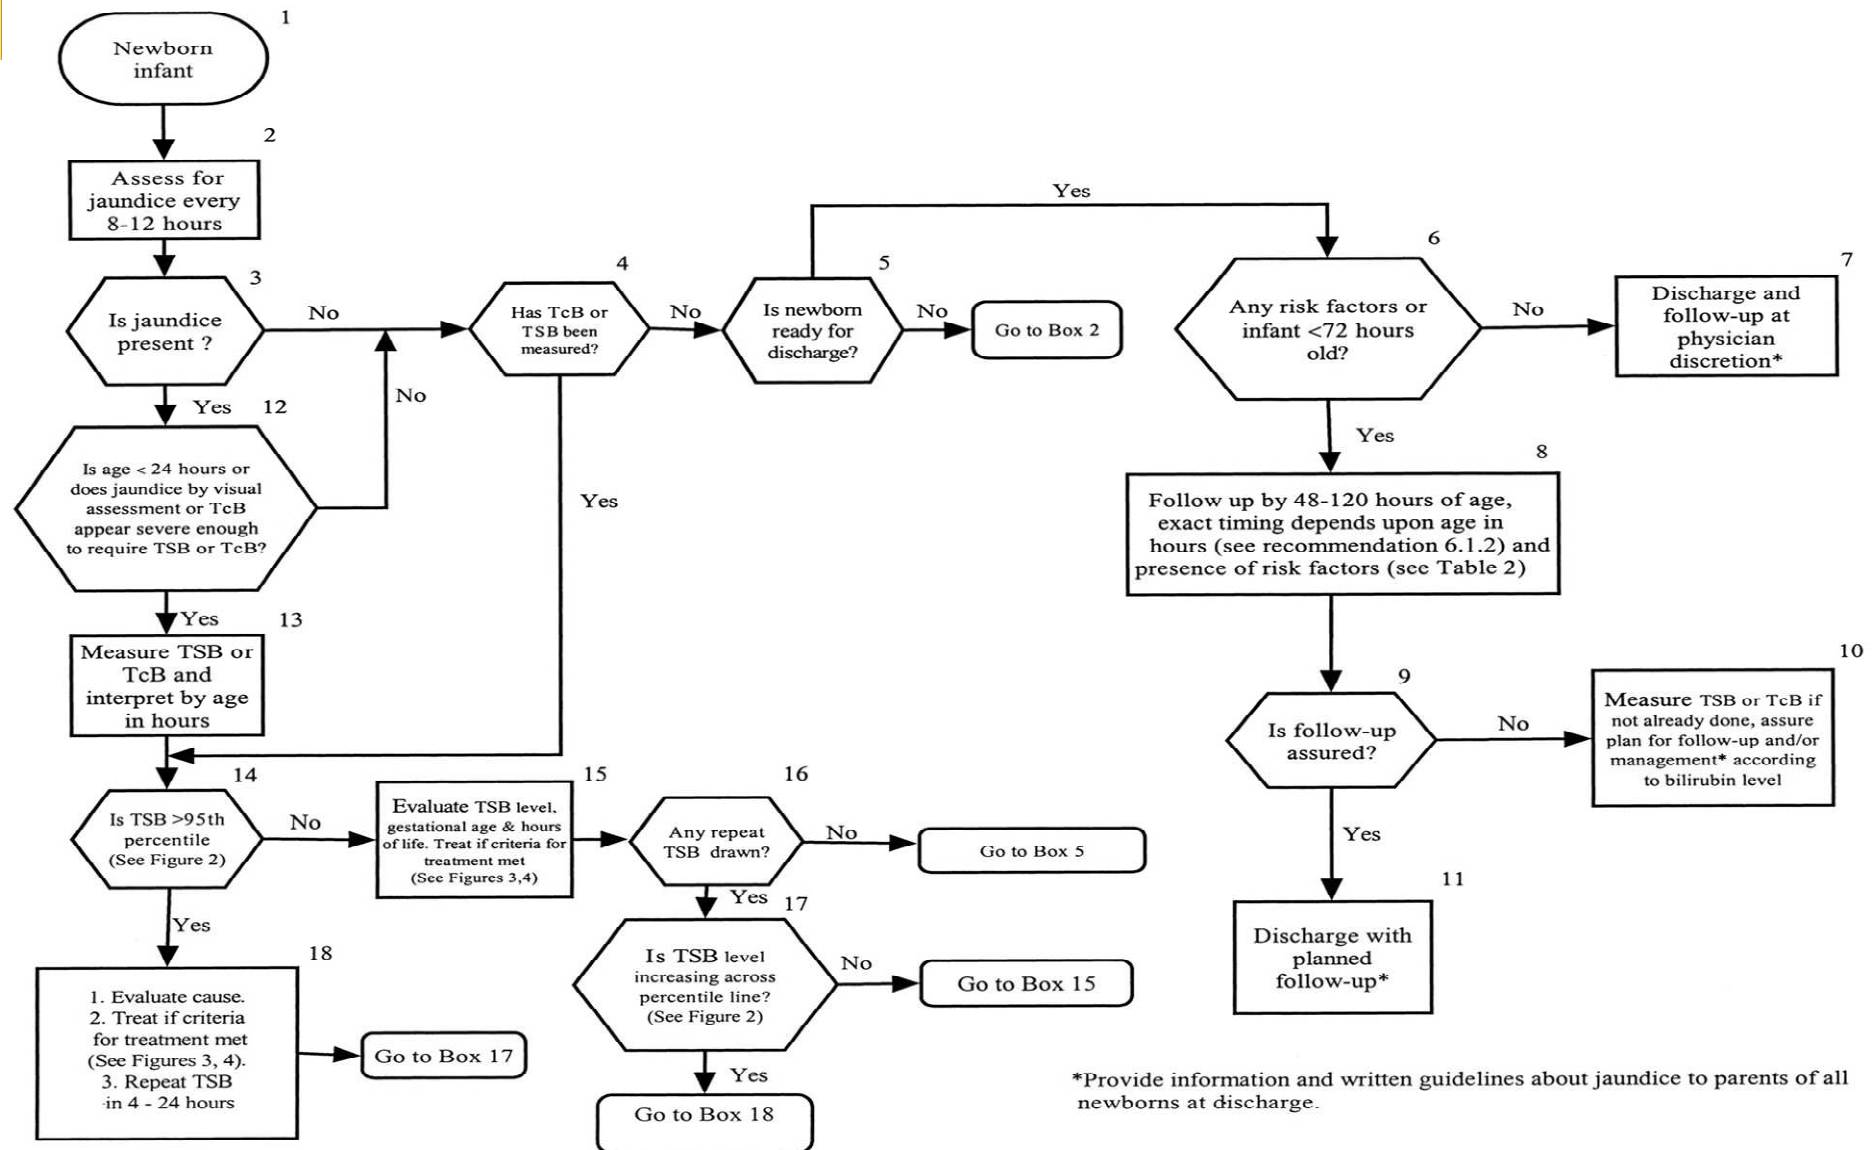 1
Newborn
infant
2
Assess for
jaundice every
8-12 hours
3
Is jaundice
present ?
No
Yes
4
Has TcB or
TSB been
measured?
No
Yes
5
Is newborn
ready for
discharge?
No
Go to Box 2
Yes
6
Any risk factors or
infant <72 hours
old?
No
7
Discharge and
follow-up at
physician
discretion*
Yes
8
Follow up by 48-120 hours of age,
exact timing depends upon age in
hours (see recommendation 6.1.2) and
presence of risk factors (see Table 2)
9
Is follow-up
assured?
No
10
Measure TSB or TcB if
not already done, assure
plan for follow-up and/or
management* according
to bilirubin level
Yes
11
Discharge with
planned
follow-up*
12
Is age < 24 hours or
does jaundice by visual
assessment or TcB
appear severe enough
to require TSB or TcB?
No
Yes
13
Measure TSB or
TcB and
interpret by age
in hours
14
Is TSB >95th
percentile
(See Figure 2)
No
Yes
15
Evaluate TSB level,
gestational age & hours
of life. Treat if criteria for
treatment met
(See Figures 3,4)
16
Any repeat
TSB drawn?
No
Go to Box 5
Yes
17
Is TSB level
increasing across
percentile line?
(See Figure 2)
No
Go to Box 15
Yes
Go to Box 18
18
1. Evaluate cause.
2. Treat if criteria
for treatment met
(See Figures 3, 4).
3. Repeat TSB
in 4 - 24 hours
Go to Box 17
*Provide information and written guidelines about jaundice to parents of all
newborns at discharge.